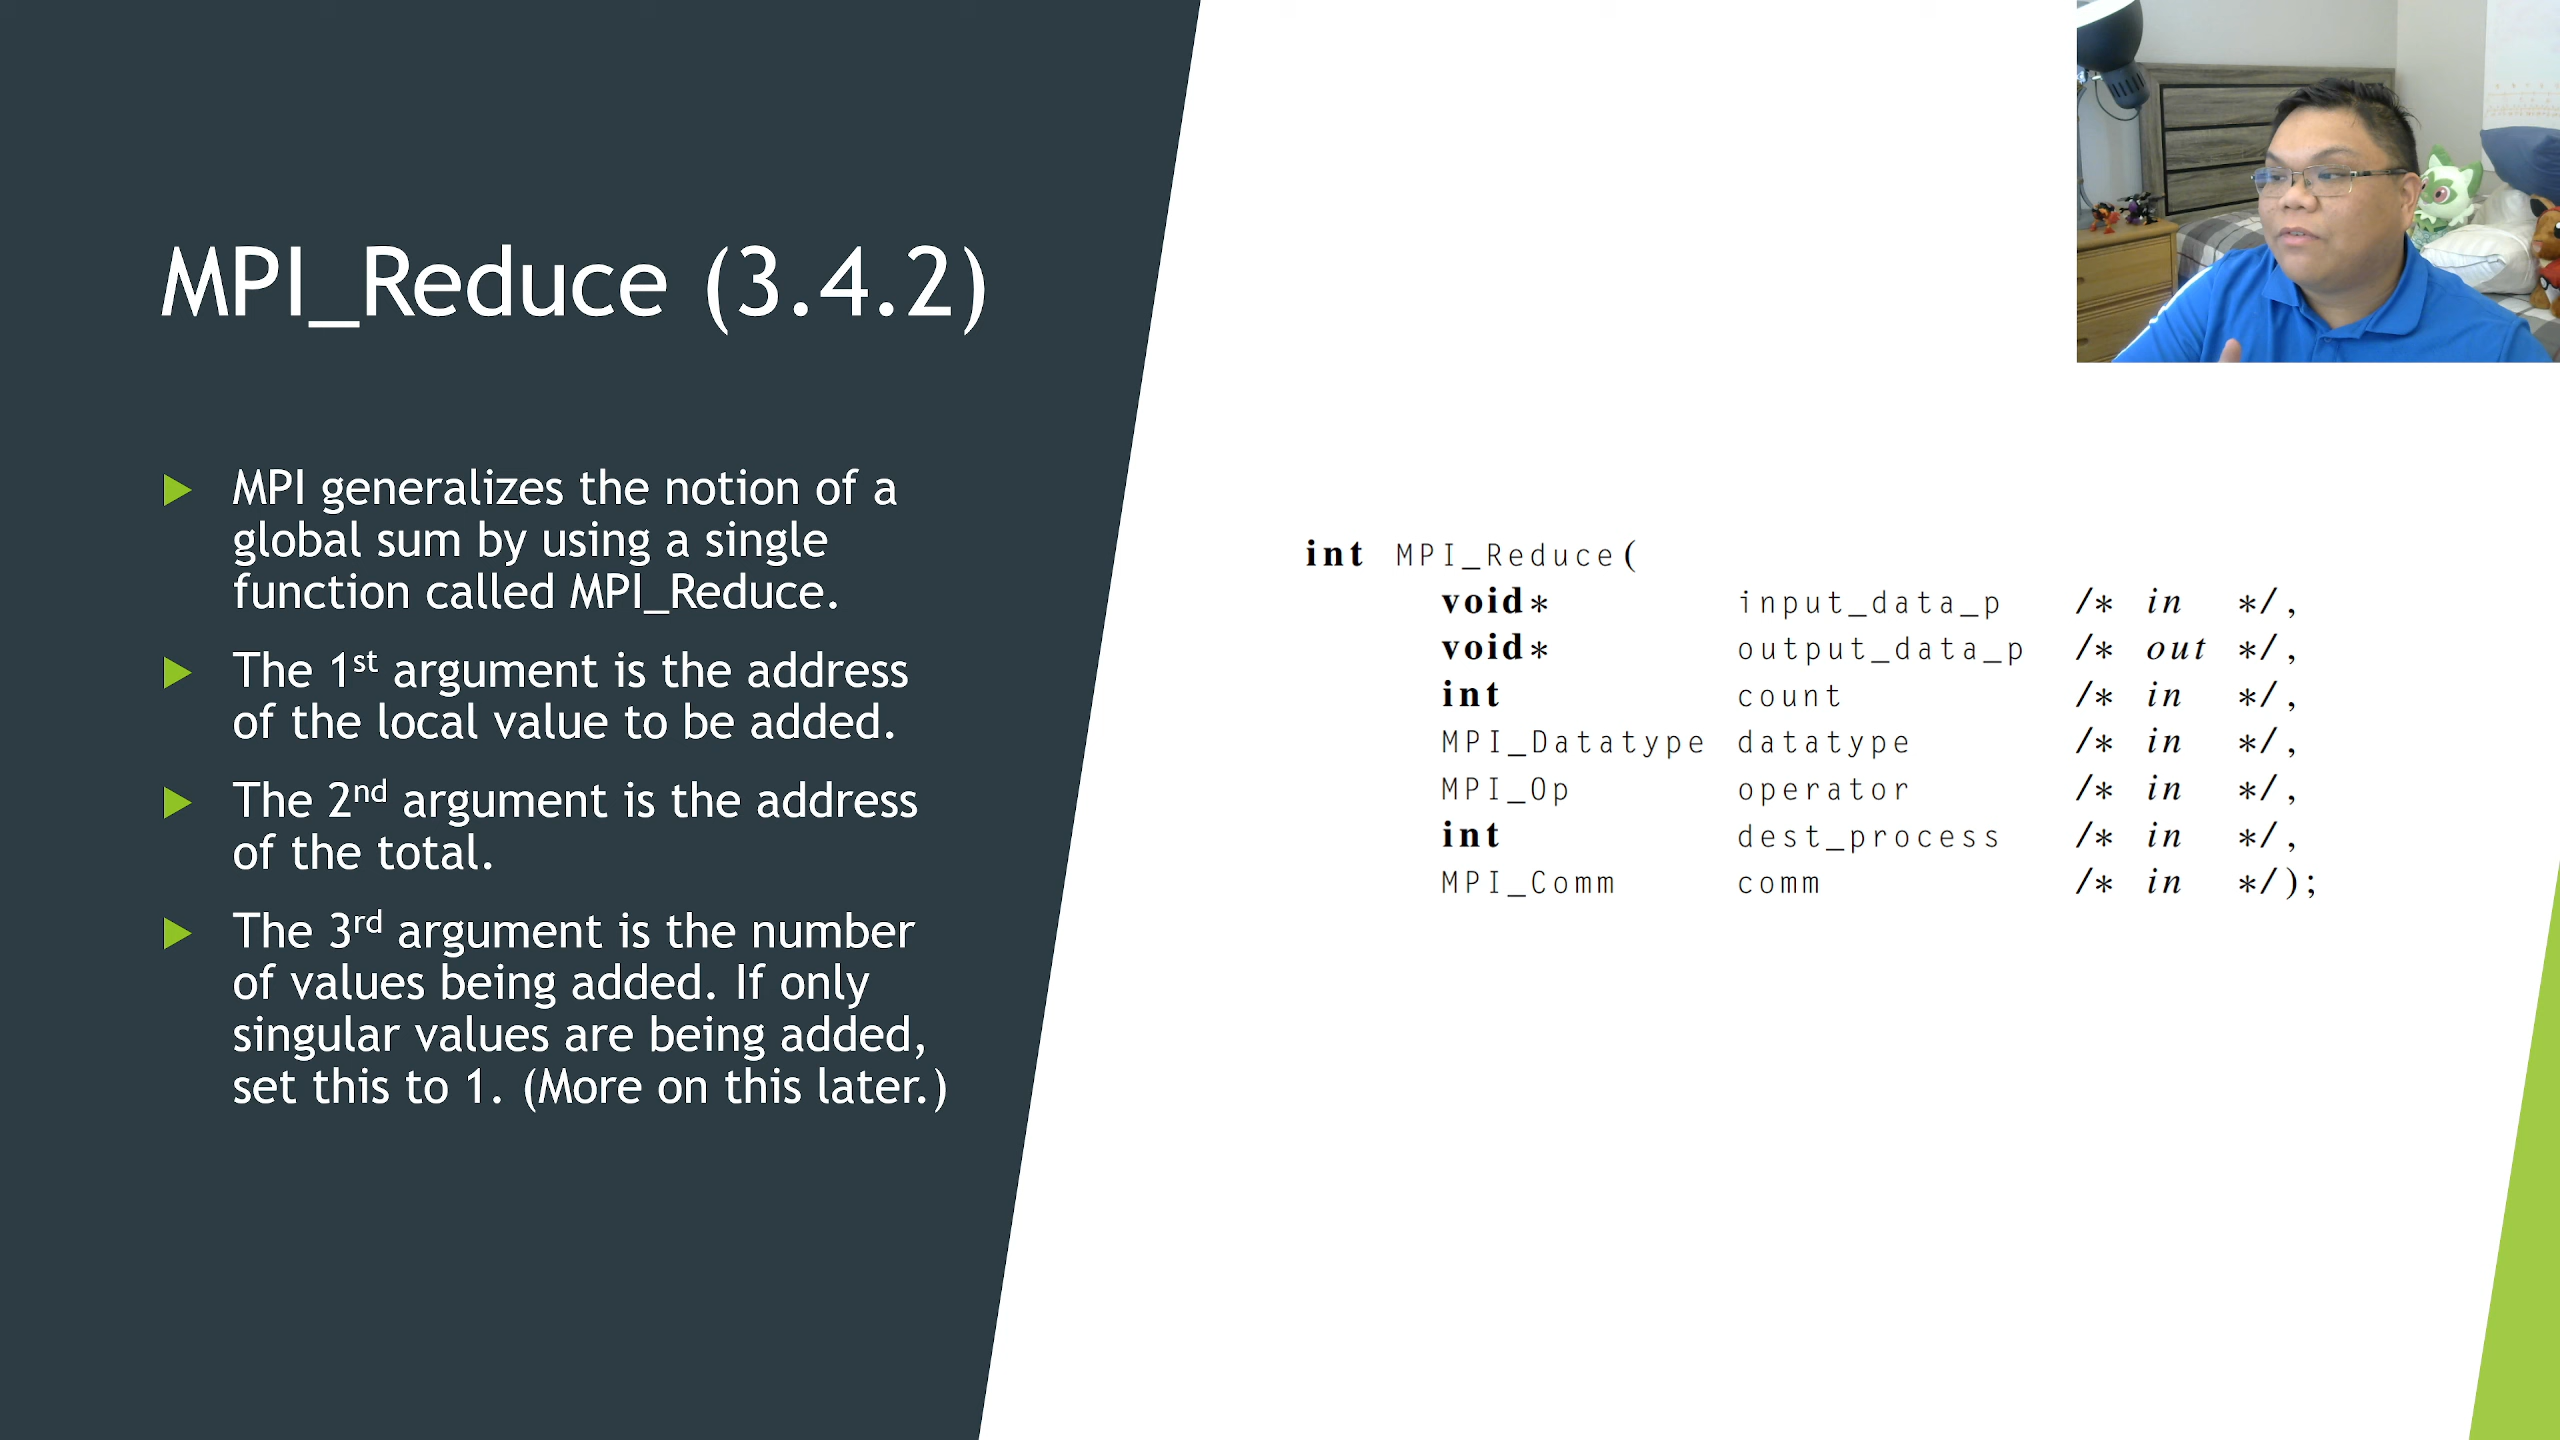 MPI_Reduce (3.4.2)
MPI generalizes the notion of a
global sum by using a single
function called MPI_Reduce.
The 1st argument is the address
of the local value to be added.
The 2nd argument is the address
of the total.
The 3rd argument is the number
of values being added. If only
singular values are being added,
set this to 1. (More on this later.)
int MPI_Reduce(
void* input_data_p /* in */,
void* output_data_p /* out */,
int count /* in */,
MPI_Datatype datatype /* in */,
MPI_Op operator /* in */,
int dest_process /* in */,
MPI_Comm comm /* in */);